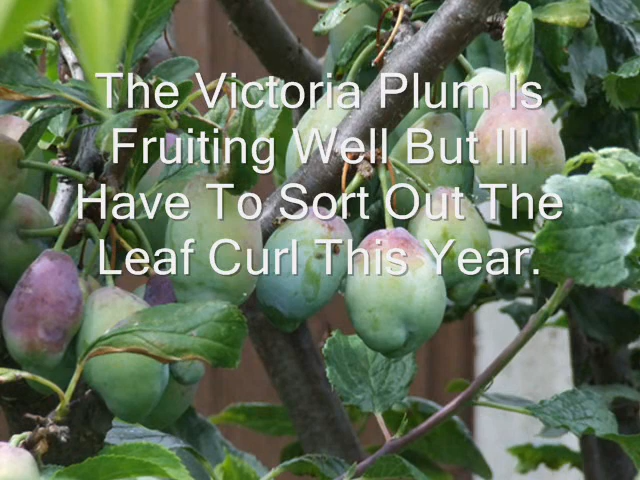 The Victoria Plum Is
Fruiting Well But Ill
Have To Sort Out The
Leaf Curl This Year.